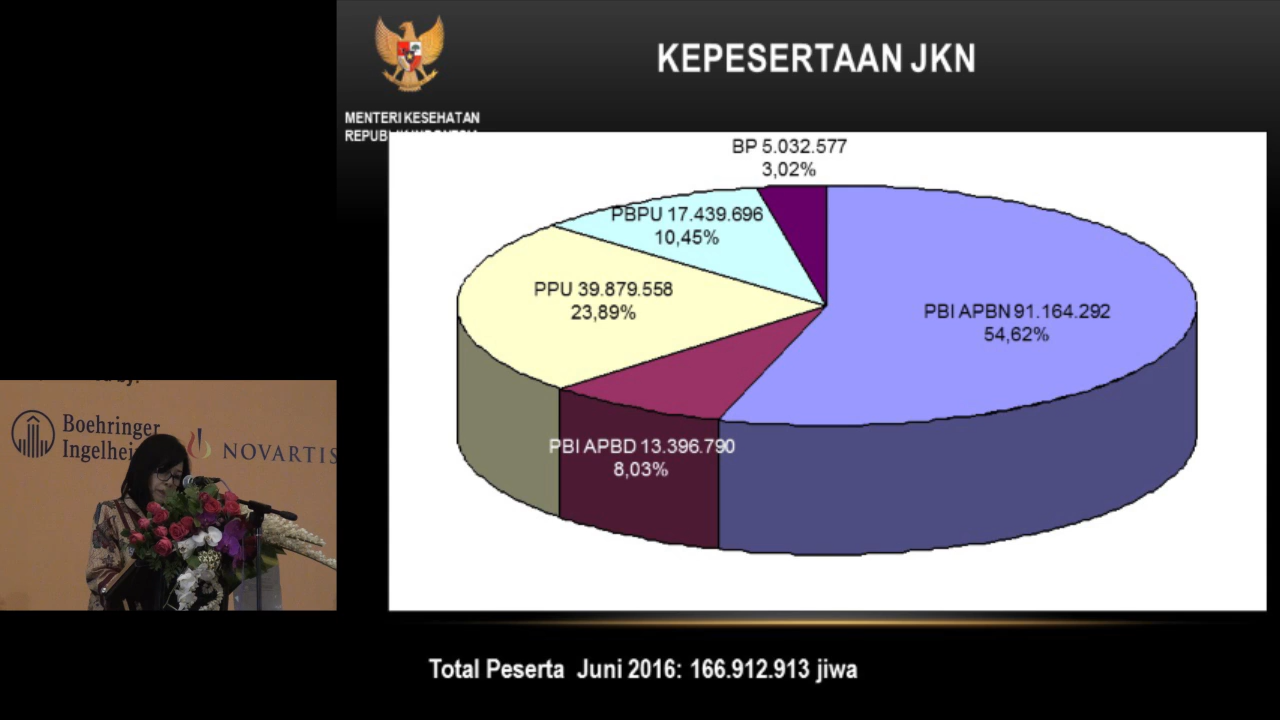 KEPESERTAAN JKN
MENTERI KESEHATAN
BP 5.032.577
3,02%
PBPU 17.439.696
10,45%
PPU 39.879.558
23,89%
PBI APBN 91.164.292
54,62%
PBI APBD 13.396.790
8,03%
Boehringer
NOVARTIS
Total Peserta Juni 2016: 166.912.913 jiwa